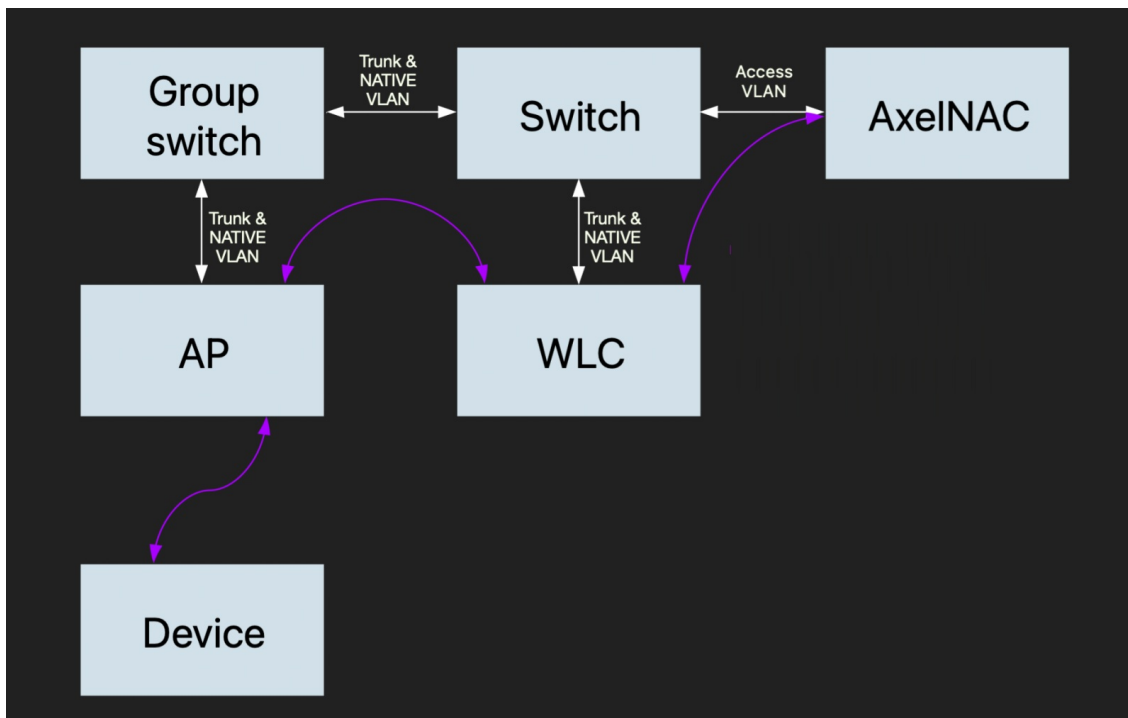 Group
switch
Trunk &
NATIVE
VLAN
Switch
Access
VLAN
AxelNAC
Trunk &
NATIVE
VLAN
Trunk &
NATIVE
VLAN
AP
WLC
Device